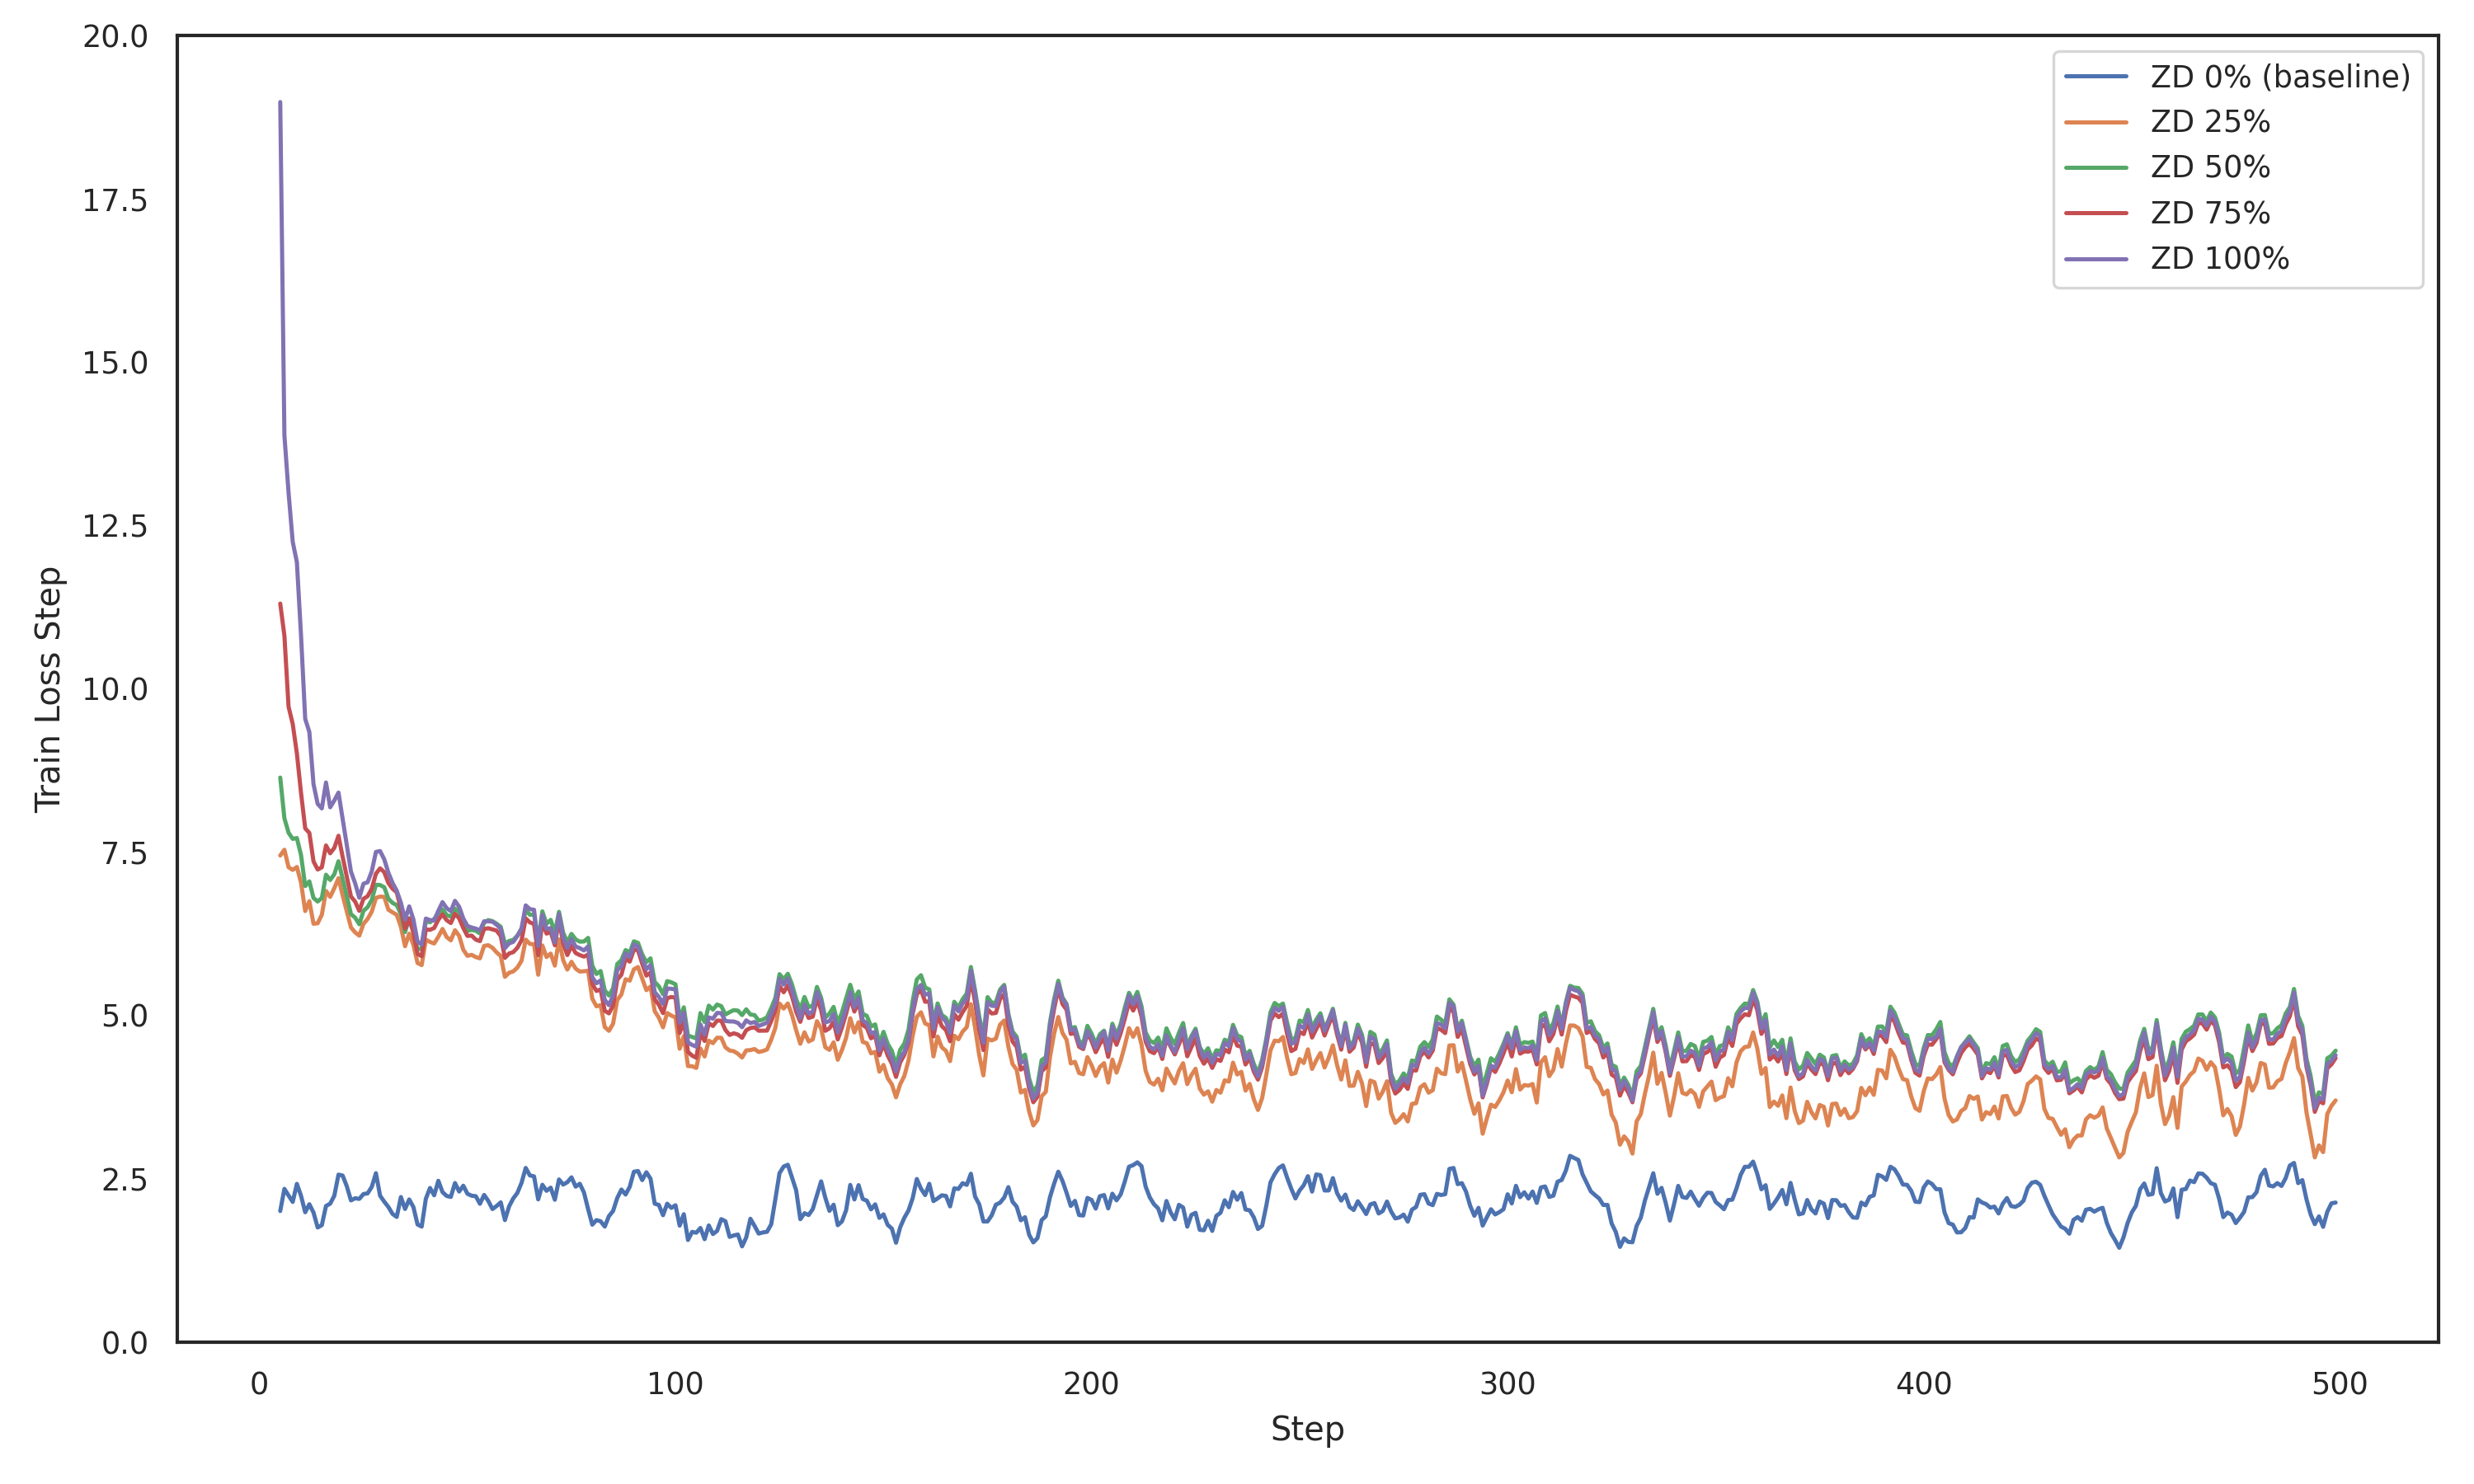 20.0
17.5
15.0
12.5
10.0
7.5
5.0
2.5
0.0
Train Loss Step
ZD 0% (baseline)
ZD 25%
ZD 50%
ZD 75%
ZD 100%
0 100 200 300 400 500
Step